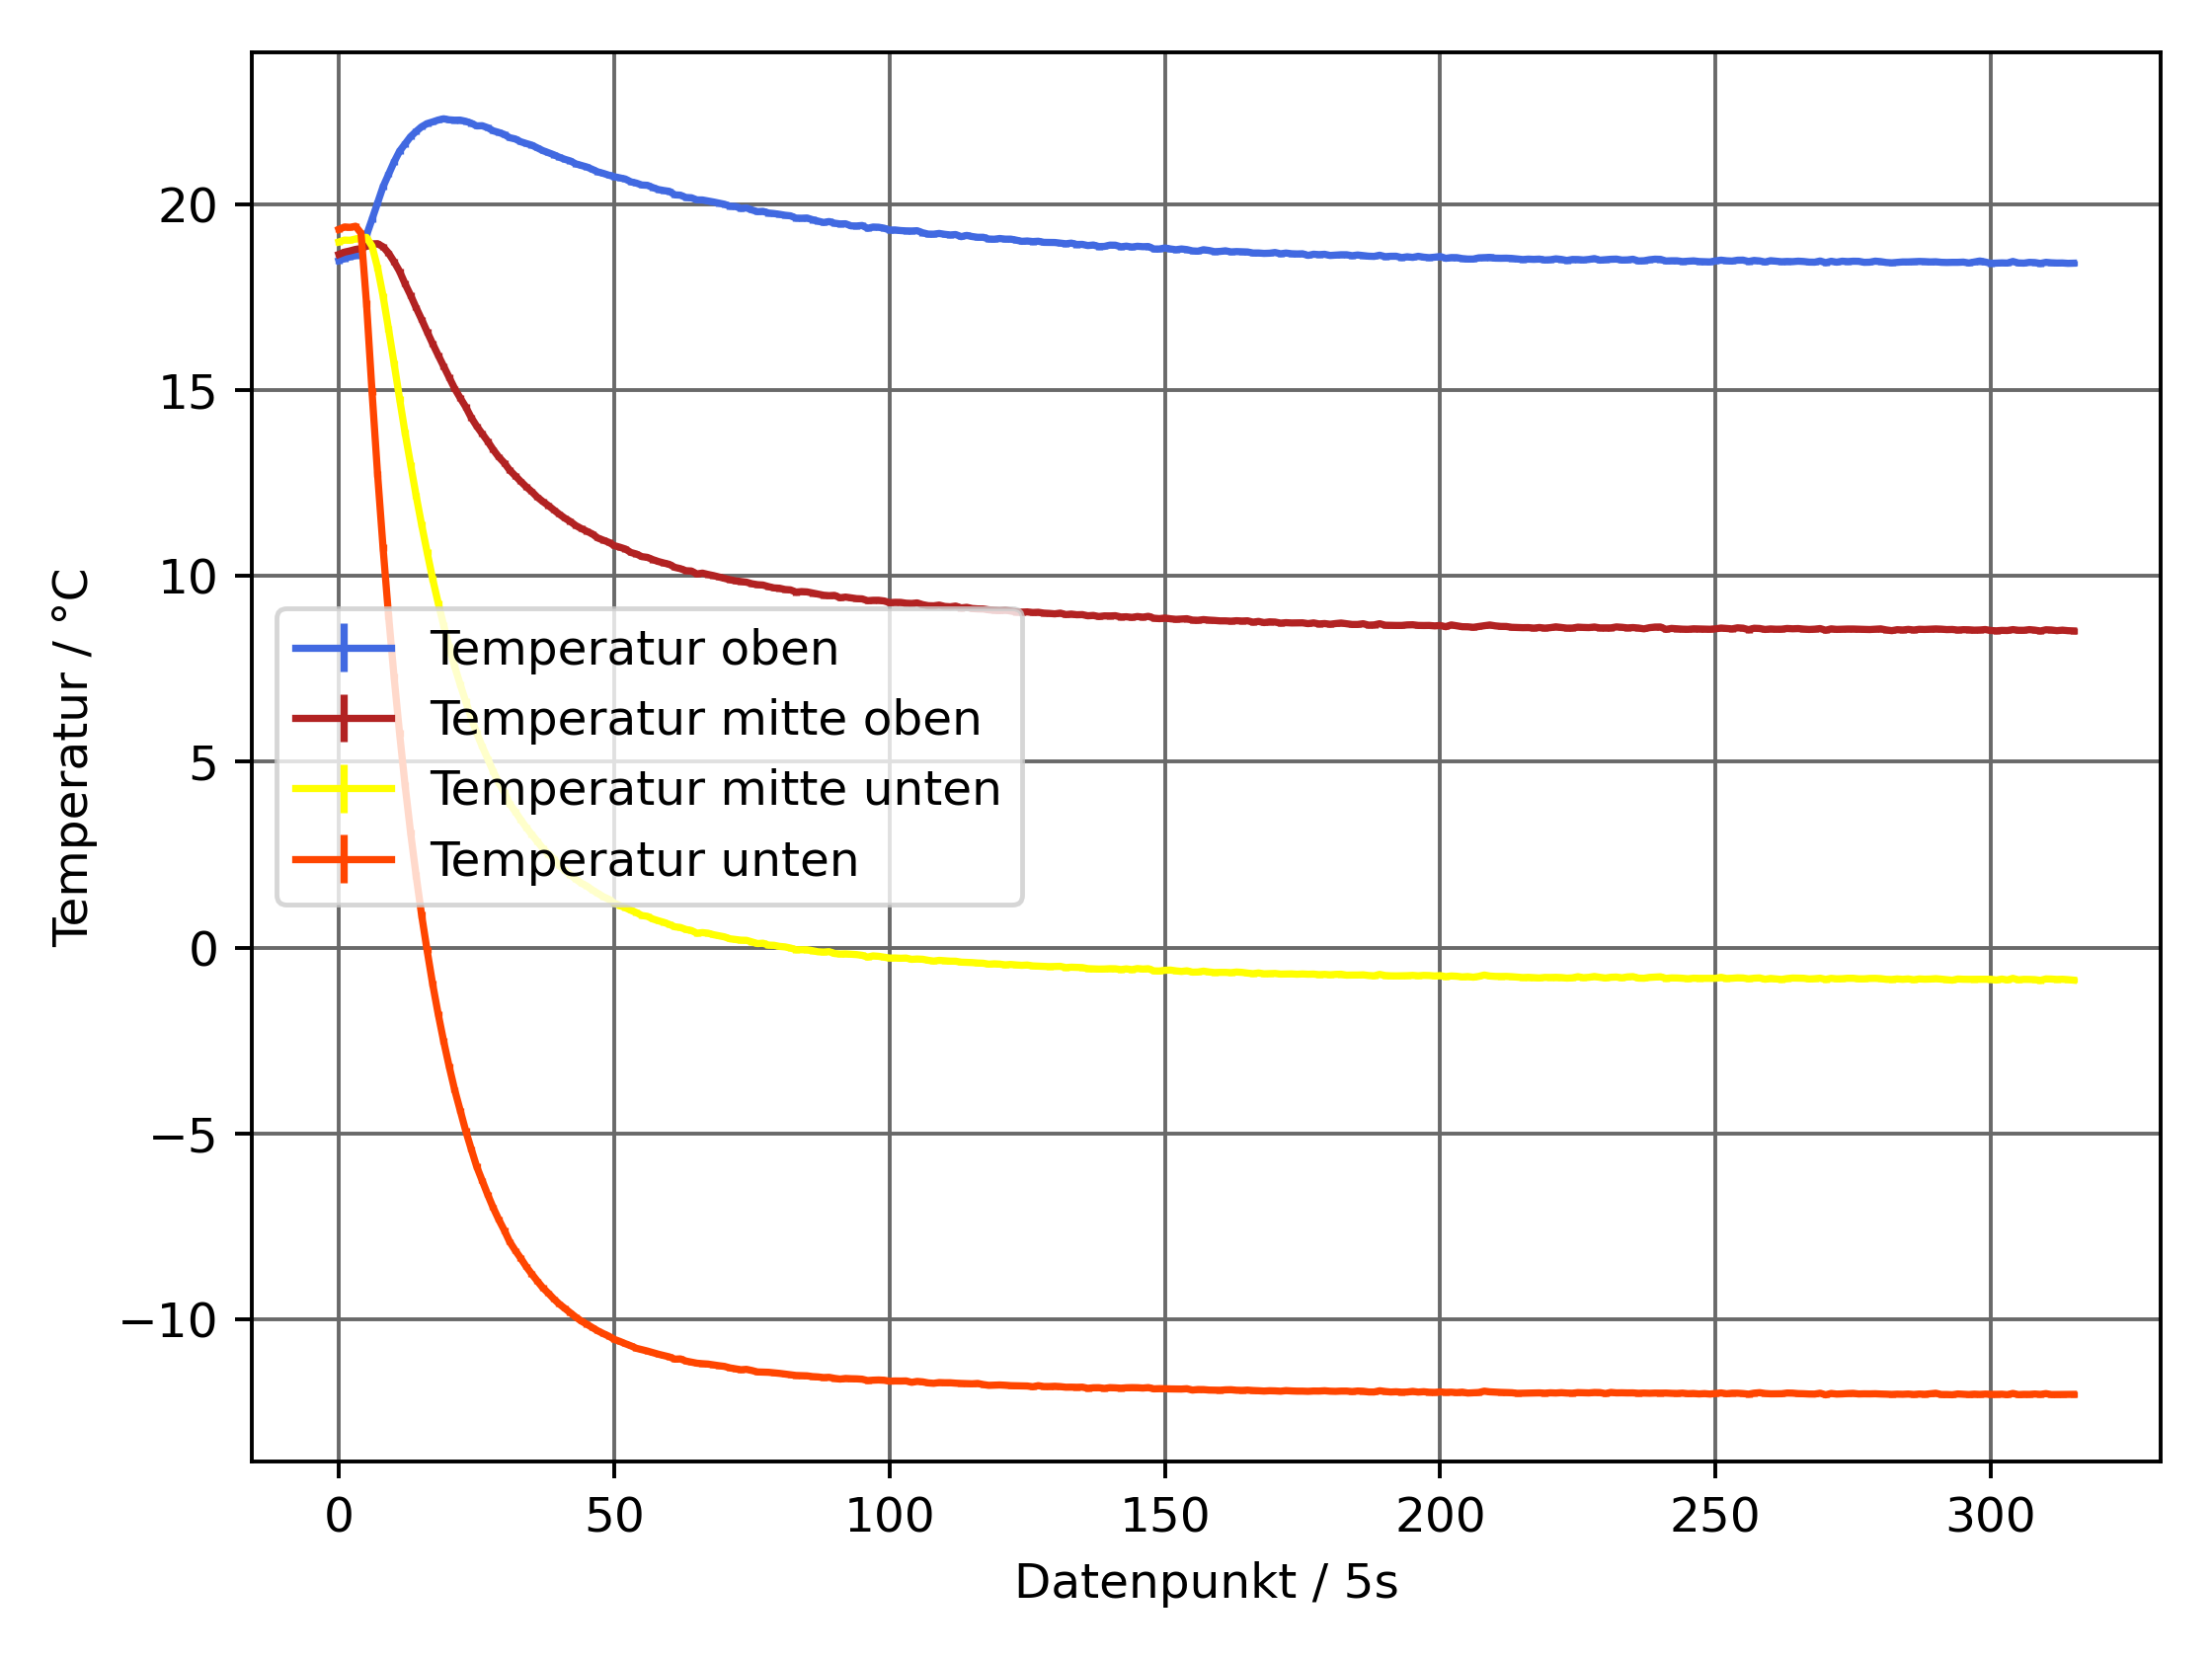 Temperatur / °C
20
15
10
5
0
−5
−10
Temperatur oben
Temperatur mitte oben
Temperatur mitte unten
Temperatur unten
0 50 100 150 200 250 300
Datenpunkt / 5s